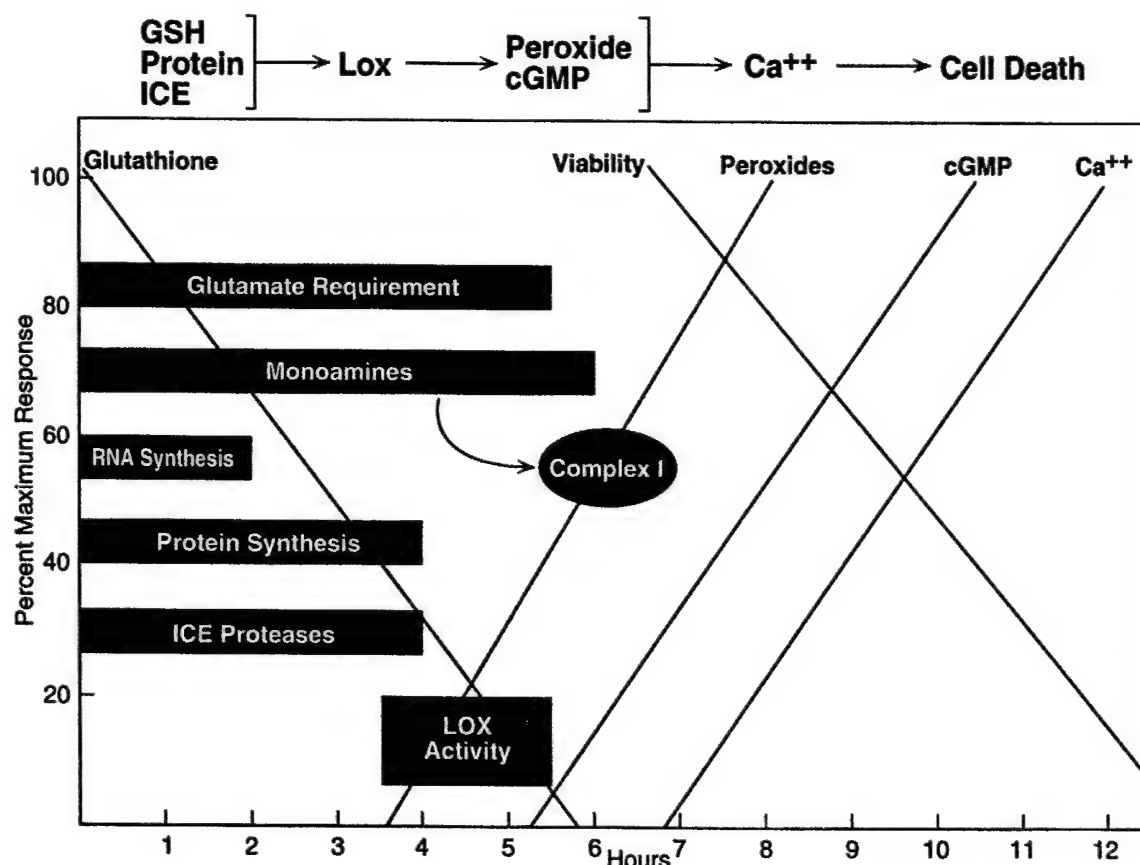 GSH
Protein
ICE
Lox
Peroxide
cGMP
Ca++
Cell Death
Glutathione
Viability
Peroxides
cGMP
Ca++
100
80
60
40
20
Percent Maximum Response
Glutamate Requirement
Monoamines
RNA Synthesis
Complex I
Protein Synthesis
ICE Proteases
LOX
Activity
1 2 3 4 5 6 7 8 9 10 11 12
Hours